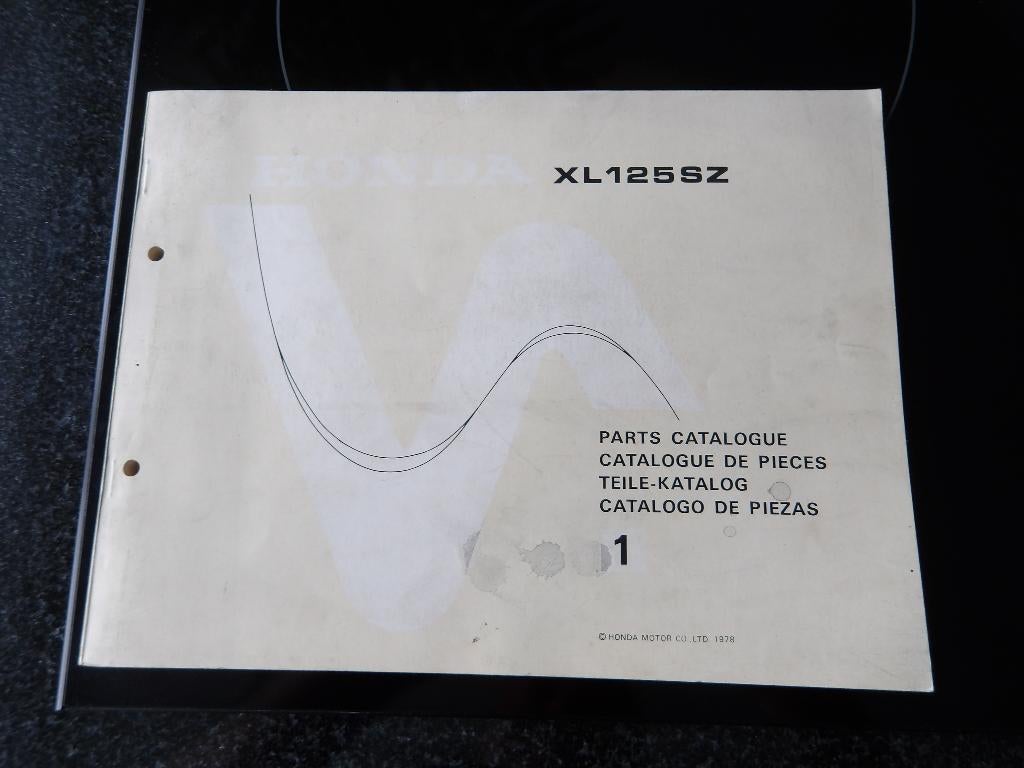 HONDA XL125SZ
PARTS CATALOGUE
CATALOGUE DE PIECES
TEILE-KATALOG
CATALOGO DE PIEZAS
1
© HONDA MOTOR CO.,LTD. 1978